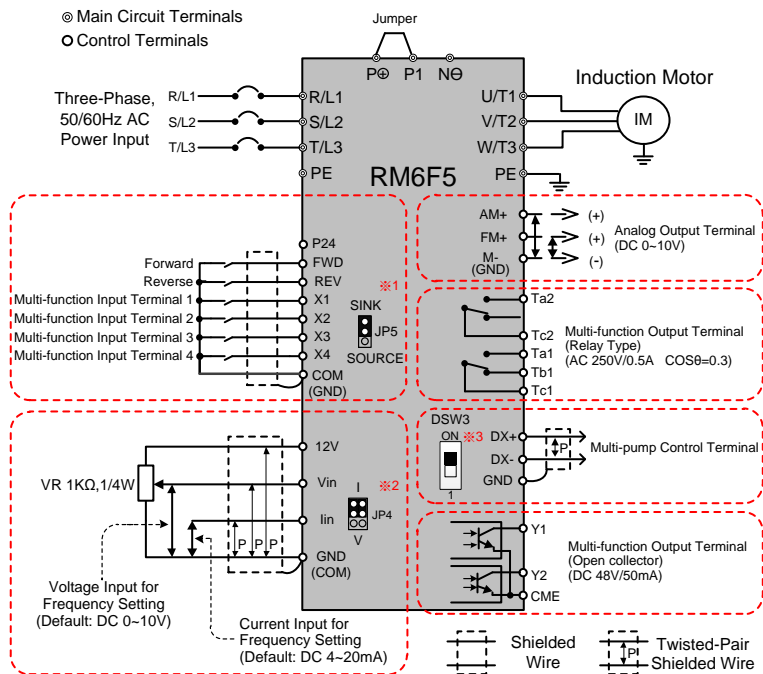 Main Circuit Terminals
Control Terminals
Jumper
P⊕ P1 N⊖
Three-Phase,
50/60Hz AC
Power Input
R/L1
S/L2
T/L3
R/L1
S/L2
T/L3
PE
RM6F5
U/T1
V/T2
W/T3
PE
Induction Motor
IM
P24
FWD
REV
X1
X2
X3
X4
COM
(GND)
Forward
Reverse
Multi-function Input Terminal 1
Multi-function Input Terminal 2
Multi-function Input Terminal 3
Multi-function Input Terminal 4
※1
SINK
JP5
SOURCE
AM+
FM+
M-
(GND)
(+)
(+)
(-)
Analog Output Terminal
(DC 0~10V)
Ta2
Tc2
Ta1
Tb1
Tc1
Multi-function Output Terminal
(Relay Type)
(AC 250V/0.5A COSθ=0.3)
DSW3
ON
※3
1
DX+
DX-
GND
P
Multi-pump Control Terminal
12V
Vin
Iin
GND
(COM)
VR 1KΩ,1/4W
P P P
※2
I
JP4
V
Voltage Input for
Frequency Setting
(Default: DC 0~10V)
Current Input for
Frequency Setting
(Default: DC 4~20mA)
Y1
Y2
CME
Multi-function Output Terminal
(Open collector)
(DC 48V/50mA)
Shielded
Wire
P
Twisted-Pair
Shielded Wire